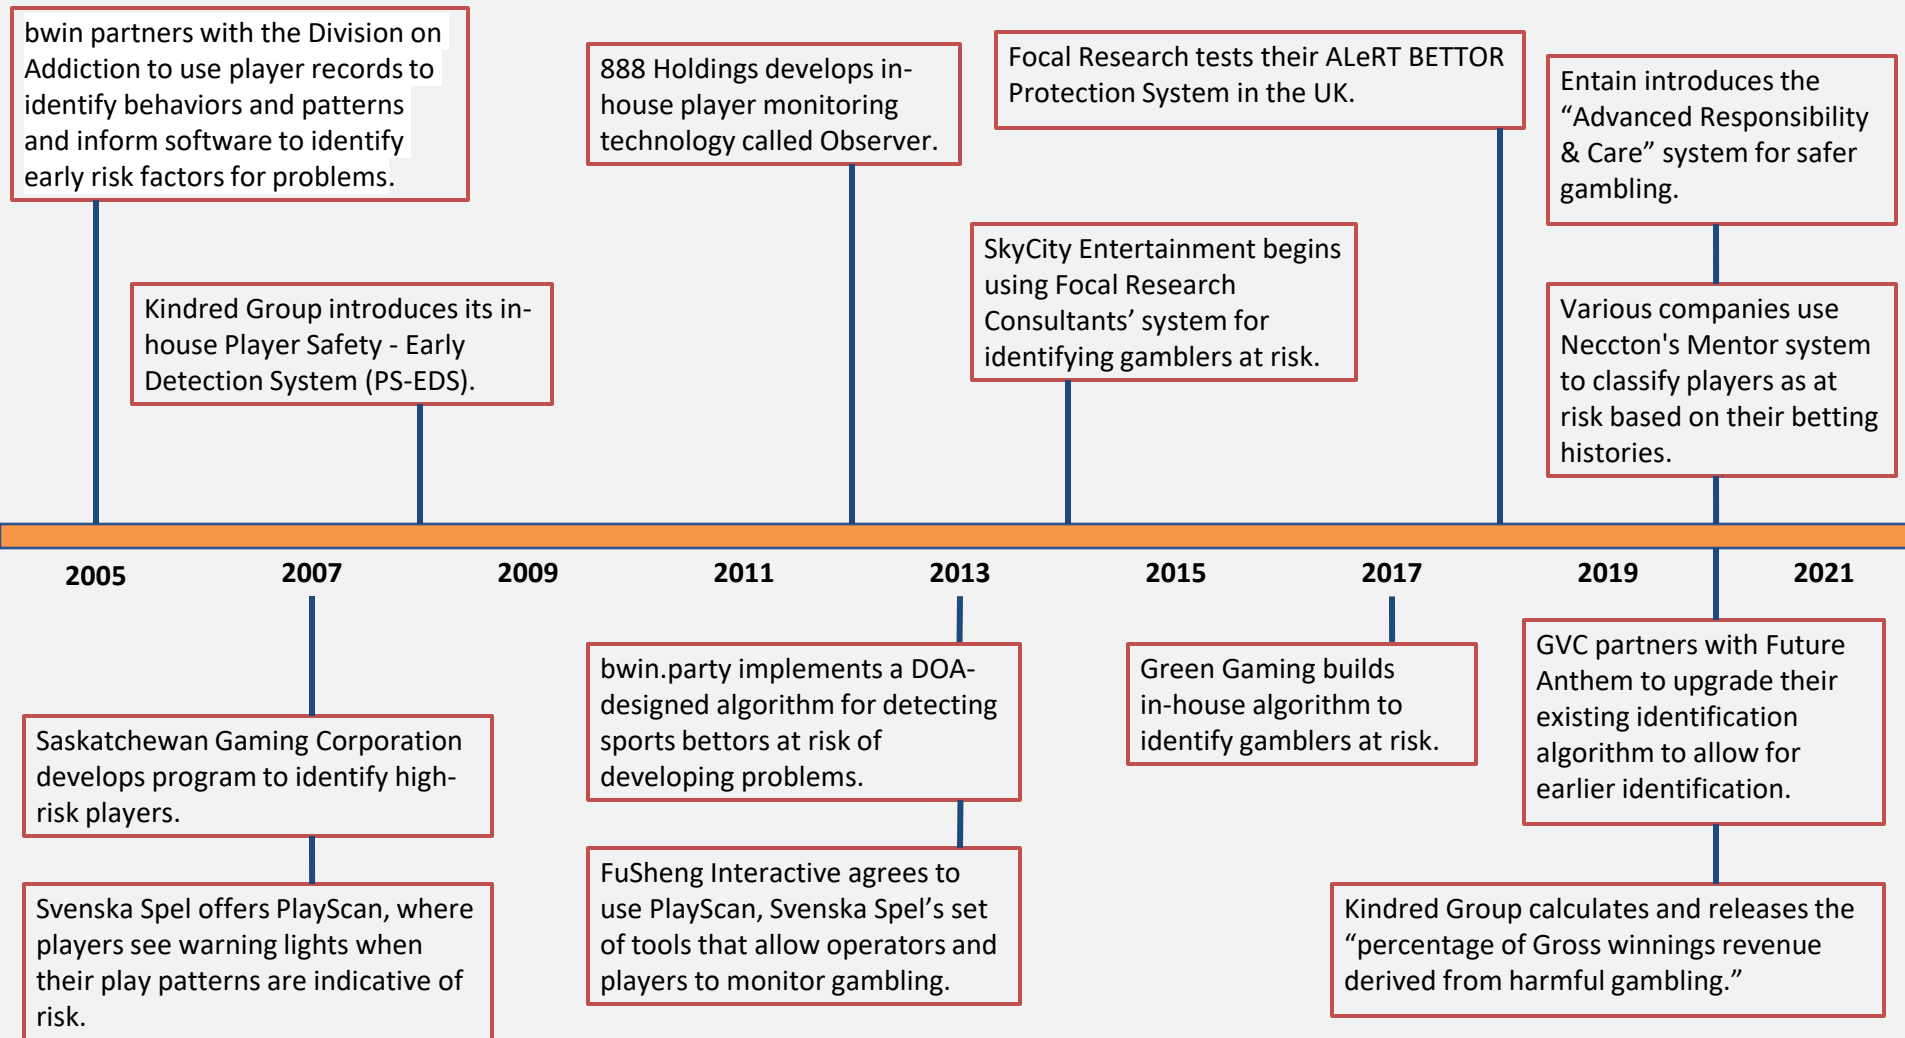 bwin partners with the Division on
Addiction to use player records to
identify behaviors and patterns
and inform software to identify
early risk factors for problems.
Kindred Group introduces its in-
house Player Safety - Early
Detection System (PS-EDS).
888 Holdings develops in-
house player monitoring
technology called Observer.
SkyCity Entertainment begins
using Focal Research
Consultants’ system for
identifying gamblers at risk.
Focal Research tests their ALeRT BETTOR
Protection System in the UK.
Entain introduces the
“Advanced Responsibility
& Care” system for safer
gambling.
Various companies use
Neccton's Mentor system
to classify players as at
risk based on their betting
histories.
2005 2007 2009 2011 2013 2015 2017 2019 2021
Saskatchewan Gaming Corporation
develops program to identify high-
risk players.
Svenska Spel offers PlayScan, where
players see warning lights when
their play patterns are indicative of
risk.
bwin.party implements a DOA-
designed algorithm for detecting
sports bettors at risk of
developing problems.
FuSheng Interactive agrees to
use PlayScan, Svenska Spel’s set
of tools that allow operators and
players to monitor gambling.
Green Gaming builds
in-house algorithm to
identify gamblers at risk.
GVC partners with Future
Anthem to upgrade their
existing identification
algorithm to allow for
earlier identification.
Kindred Group calculates and releases the
“percentage of Gross winnings revenue
derived from harmful gambling.”